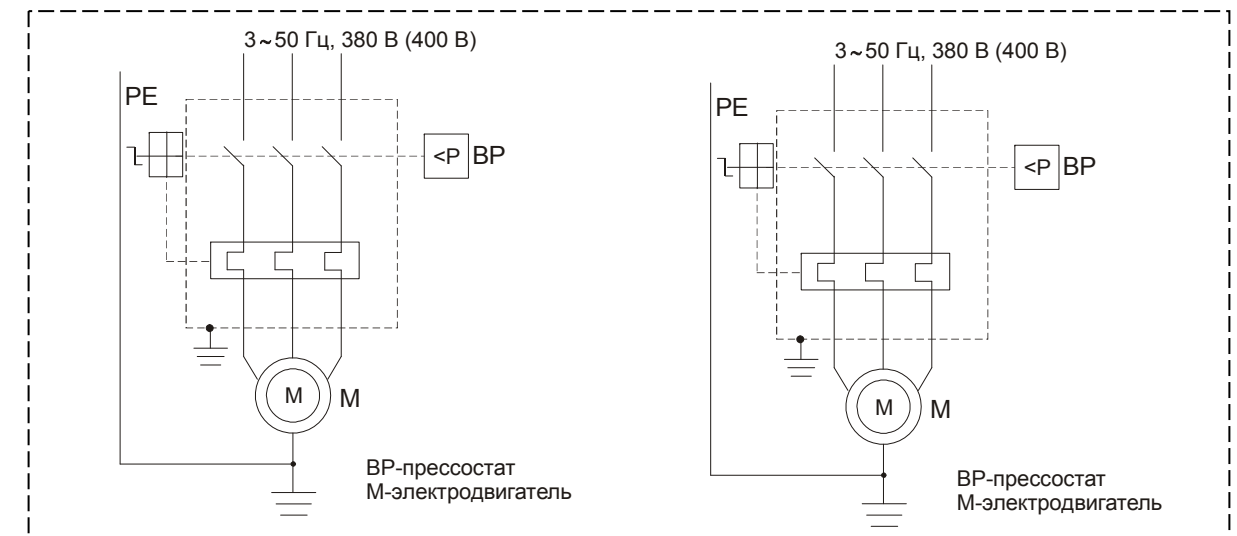 3~50 Гц, 380 В (400 В)
PE
<P BP
M M
BP-прессостат
М-электродвигатель
3~50 Гц, 380 В (400 В)
PE
<P BP
M M
BP-прессостат
М-электродвигатель